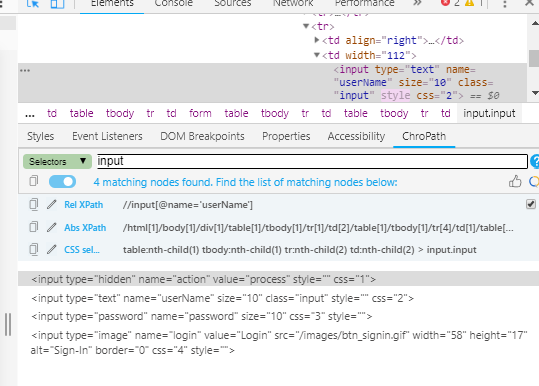 Elements Console Sources Network Performance » 2 1
<tr>…</tr>
<tr>
<td align="right">…</td>
<td width="112">
<input type="text" name=
"userName" size="10" class=
"input" style css="2"> == $0
... td table tbody tr td form table tbody tr td table tbody tr td input.input
Styles Event Listeners DOM Breakpoints Properties Accessibility ChroPath
Selectors ▼ input
4 matching nodes found. Find the list of matching nodes below:
Rel XPath //input[@name='userName']
Abs XPath /html[1]/body[1]/div[1]/table[1]/tbody[1]/tr[1]/td[2]/table[1]/tbody[1]/tr[4]/td[1]/table[...
CSS sel... table:nth-child(1) tbody:nth-child(1) tr:nth-child(2) td:nth-child(2) > input.input
<input type="hidden" name="action" value="process" style="" css="1">
<input type="text" name="userName" size="10" class="input" style="" css="2">
<input type="password" name="password" size="10" css="3" style="">
<input type="image" name="login" value="Login" src="/images/btn_signin.gif" width="58" height="17"
alt="Sign-In" border="0" css="4" style="">